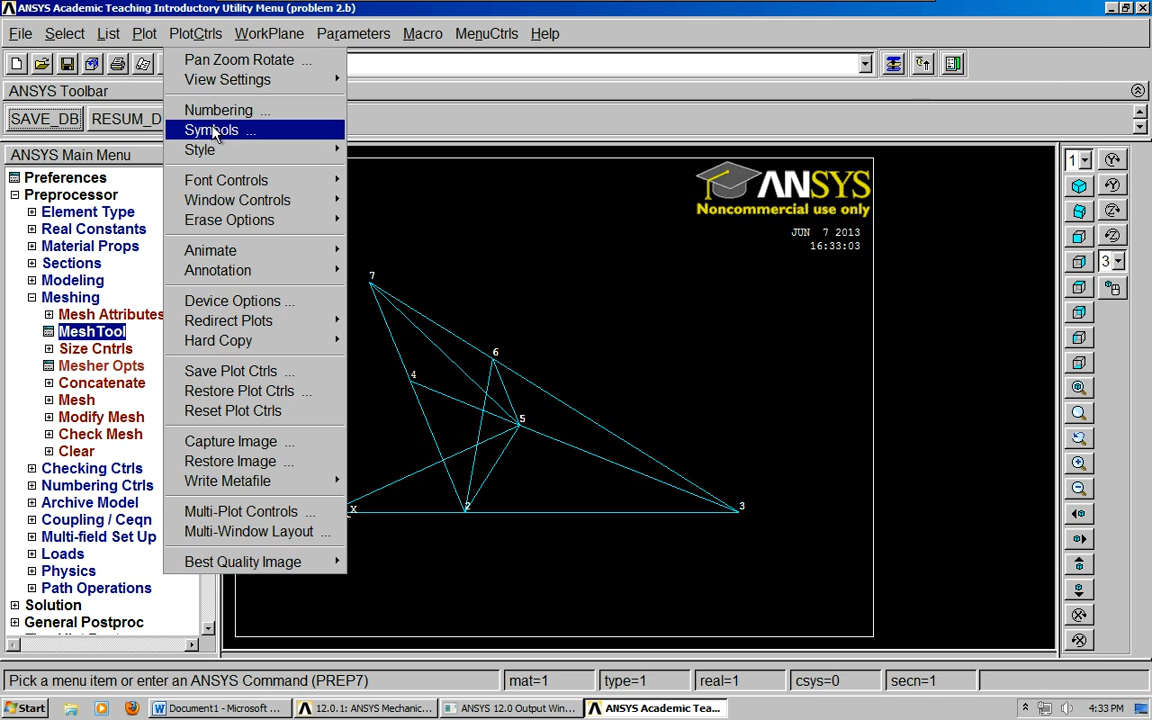 ANSYS Academic Teaching Introductory Utility Menu (problem 2.b)
File Select List Plot PlotCtrls WorkPlane Parameters Macro MenuCtrls Help
ANSYS Toolbar
SAVE_DB RESUM_D
ANSYS Main Menu
Preferences
Preprocessor
Element Type
Real Constants
Material Props
Sections
Modeling
Meshing
Mesh Attributes
MeshTool
Size Cntrls
Mesher Opts
Concatenate
Mesh
Modify Mesh
Check Mesh
Clear
Checking Ctrls
Numbering Ctrls
Archive Model
Coupling / Ceqn
Multi-field Set Up
Loads
Physics
Path Operations
Solution
General Postproc
Pan Zoom Rotate ...
View Settings
Numbering ...
Symbols ...
Style
Font Controls
Window Controls
Erase Options
Animate
Annotation
Device Options ...
Redirect Plots
Hard Copy
Save Plot Ctrls ...
Restore Plot Ctrls ...
Reset Plot Ctrls
Capture Image ...
Restore Image ...
Write Metafile
Multi-Plot Controls ...
Multi-Window Layout ...
Best Quality Image
ANSYS
Noncommercial use only
JUN 7 2013
16:33:03
7
6
4
5
2
3
X
1
3
Pick a menu item or enter an ANSYS Command (PREP7) mat=1 type=1 real=1 csys=0 secn=1
Start Document1 - Microsoft ... 12.0.1: ANSYS Mechanic... ANSYS 12.0 Output Win... ANSYS Academic Tea... 4:33 PM